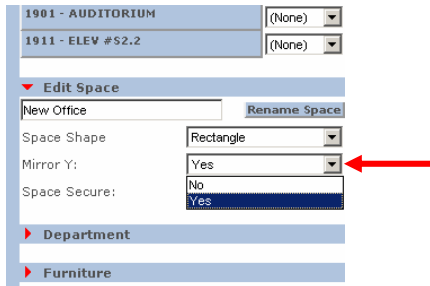 1901 - AUDITORIUM (None)
1911 - ELEV #S2.2 (None)
Edit Space
New Office Rename Space
Space Shape Rectangle
Mirror Y: Yes
No
Space Secure: Yes
Department
Furniture